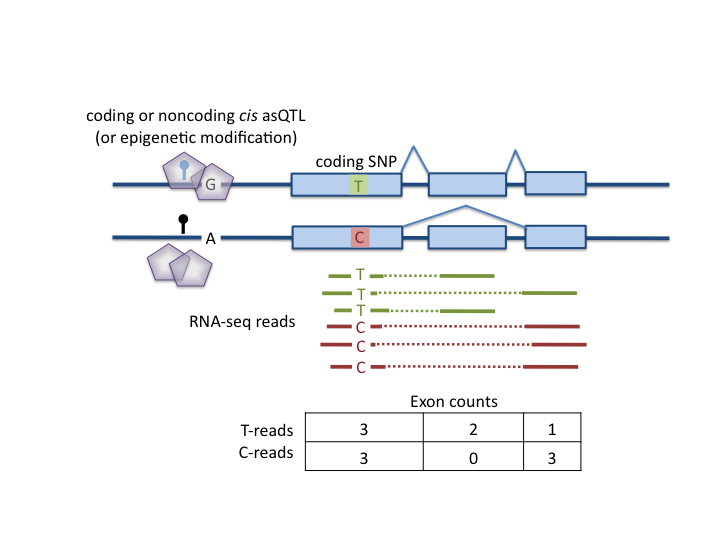 coding or noncoding cis asQTL
(or epigenetic modification)
coding SNP
G
T
A
C
T
T
T
RNA-seq reads
C
C
C
Exon counts
T-reads 3 2 1
C-reads 3 0 3